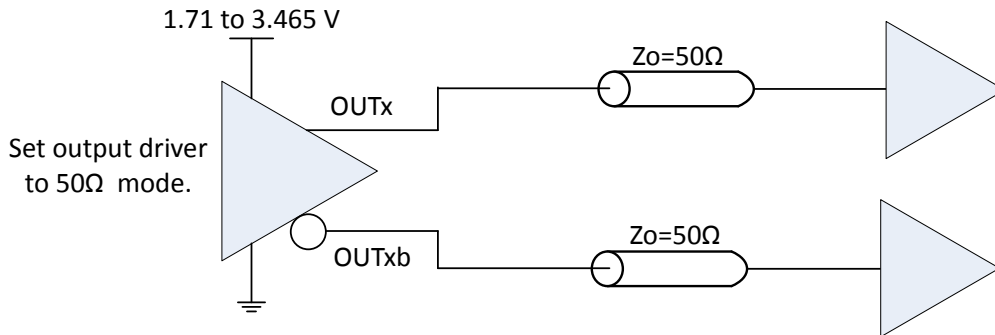 1.71 to 3.465 V
Zo=50Ω
OUTx
Set output driver
to 50Ω mode.
Zo=50Ω
OUTxb